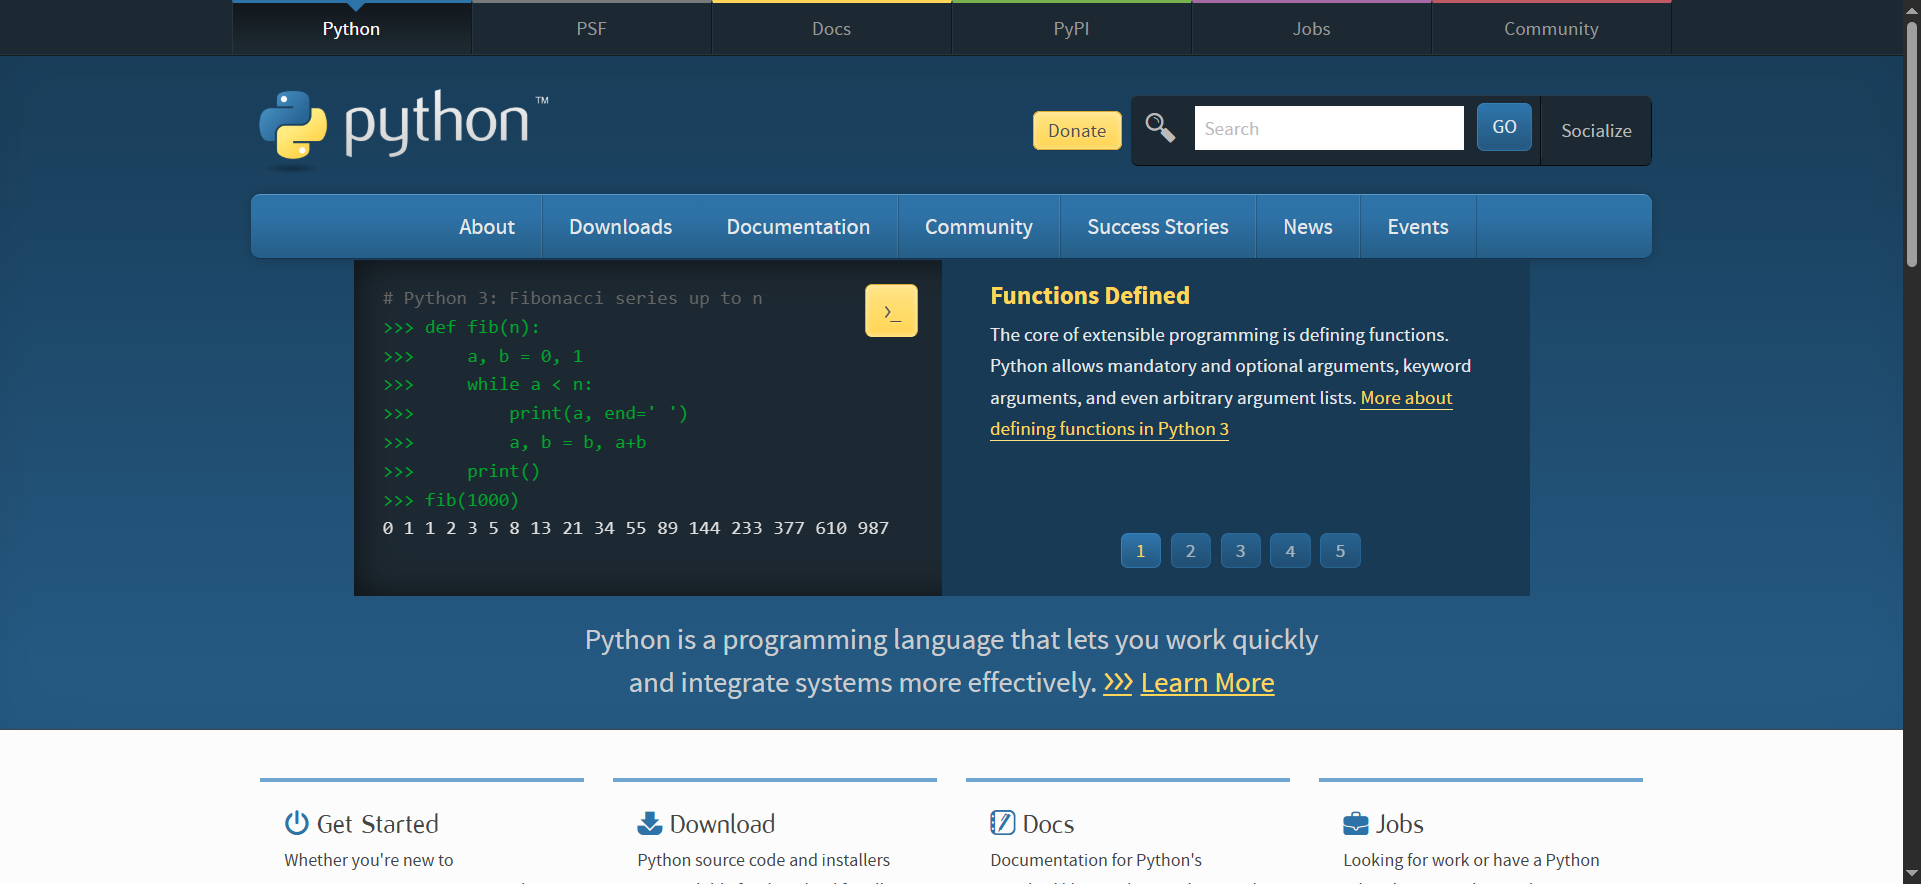 Python PSF Docs PyPI Jobs Community
python™
Donate Search GO Socialize
About Downloads Documentation Community Success Stories News Events
# Python 3: Fibonacci series up to n
>>> def fib(n):
>>>     a, b = 0, 1
>>>     while a < n:
>>>         print(a, end=' ')
>>>         a, b = b, a+b
>>>     print()
>>> fib(1000)
0 1 1 2 3 5 8 13 21 34 55 89 144 233 377 610 987
>_
Functions Defined
The core of extensible programming is defining functions.
Python allows mandatory and optional arguments, keyword
arguments, and even arbitrary argument lists. More about
defining functions in Python 3
1 2 3 4 5
Python is a programming language that lets you work quickly
and integrate systems more effectively. >>> Learn More
Get Started
Whether you're new to
Download
Python source code and installers
Docs
Documentation for Python's
Jobs
Looking for work or have a Python